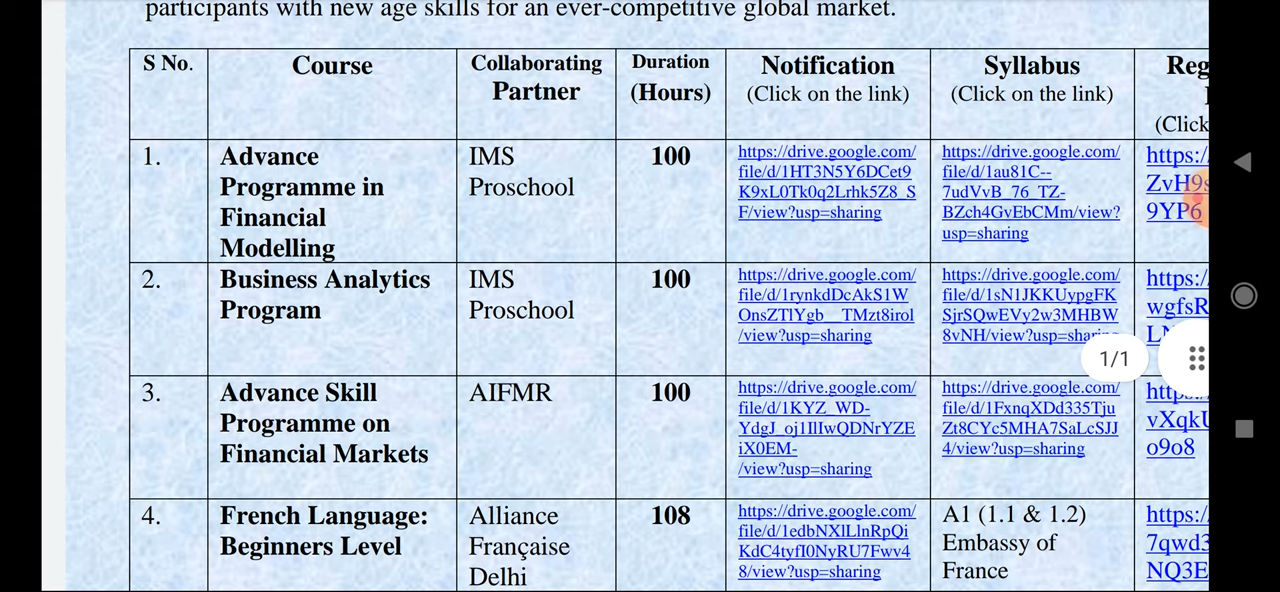 participants with new age skills for an ever-competitive global market.
S No.
Course
Collaborating
Partner
Duration
(Hours)
Notification
(Click on the link)
Syllabus
(Click on the link)
Reg
(Click
1.
Advance
Programme in
Financial
Modelling
IMS
Proschool
100
https://drive.google.com/
file/d/1HT3N5Y6DCet9
K9xL0Tk0q2Lrhk5Z8_S
F/view?usp=sharing
https://drive.google.com/
file/d/1au81C--
7udVvB_76_TZ-
BZch4GvEbCMm/view?
usp=sharing
https:/
ZvH9s
9YP6
2.
Business Analytics
Program
IMS
Proschool
100
https://drive.google.com/
file/d/1rynkdDcAkS1W
OnsZTlYgb__TMzt8irol
/view?usp=sharing
https://drive.google.com/
file/d/1sN1JKKUypgFK
SjrSQwEVy2w3MHBW
8vNH/view?usp=sharing
https:/
wgfsR
1/1
3.
Advance Skill
Programme on
Financial Markets
AIFMR
100
https://drive.google.com/
file/d/1KYZ_WD-
YdgJ_oj1IlIwQDNrYZE
iX0EM-
/view?usp=sharing
https://drive.google.com/
file/d/1FxnqXDd335Tju
Zt8CYc5MHA7SaLcSJJ
4/view?usp=sharing
vXqkU
o9o8
4.
French Language:
Beginners Level
Alliance
Française
Delhi
108
https://drive.google.com/
file/d/1edbNXlLlnRpQi
KdC4tyfI0NyRU7Fwv4
8/view?usp=sharing
A1 (1.1 & 1.2)
Embassy of
France
https:/
7qwd3
NQ3E